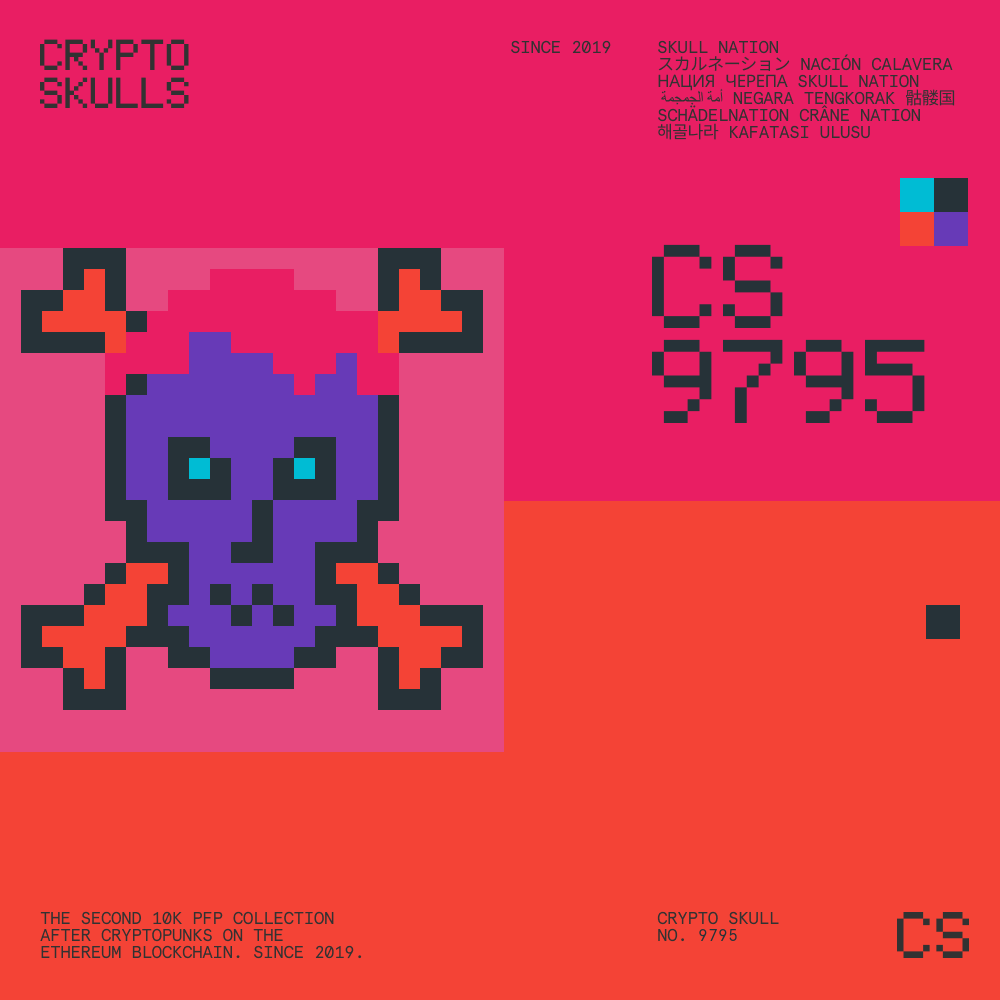 CRYPTO
SKULLS
SINCE 2019
SKULL NATION
スカルネーション NACIÓN CALAVERA
НАЦИЯ ЧЕРЕПА SKULL NATION
أمة الجمجمة NEGARA TENGKORAK 骷髅国
SCHÄDELNATION CRÂNE NATION
해골나라 KAFATASI ULUSU
CS
9795
THE SECOND 10K PFP COLLECTION
AFTER CRYPTOPUNKS ON THE
ETHEREUM BLOCKCHAIN. SINCE 2019.
CRYPTO SKULL
NO. 9795
CS